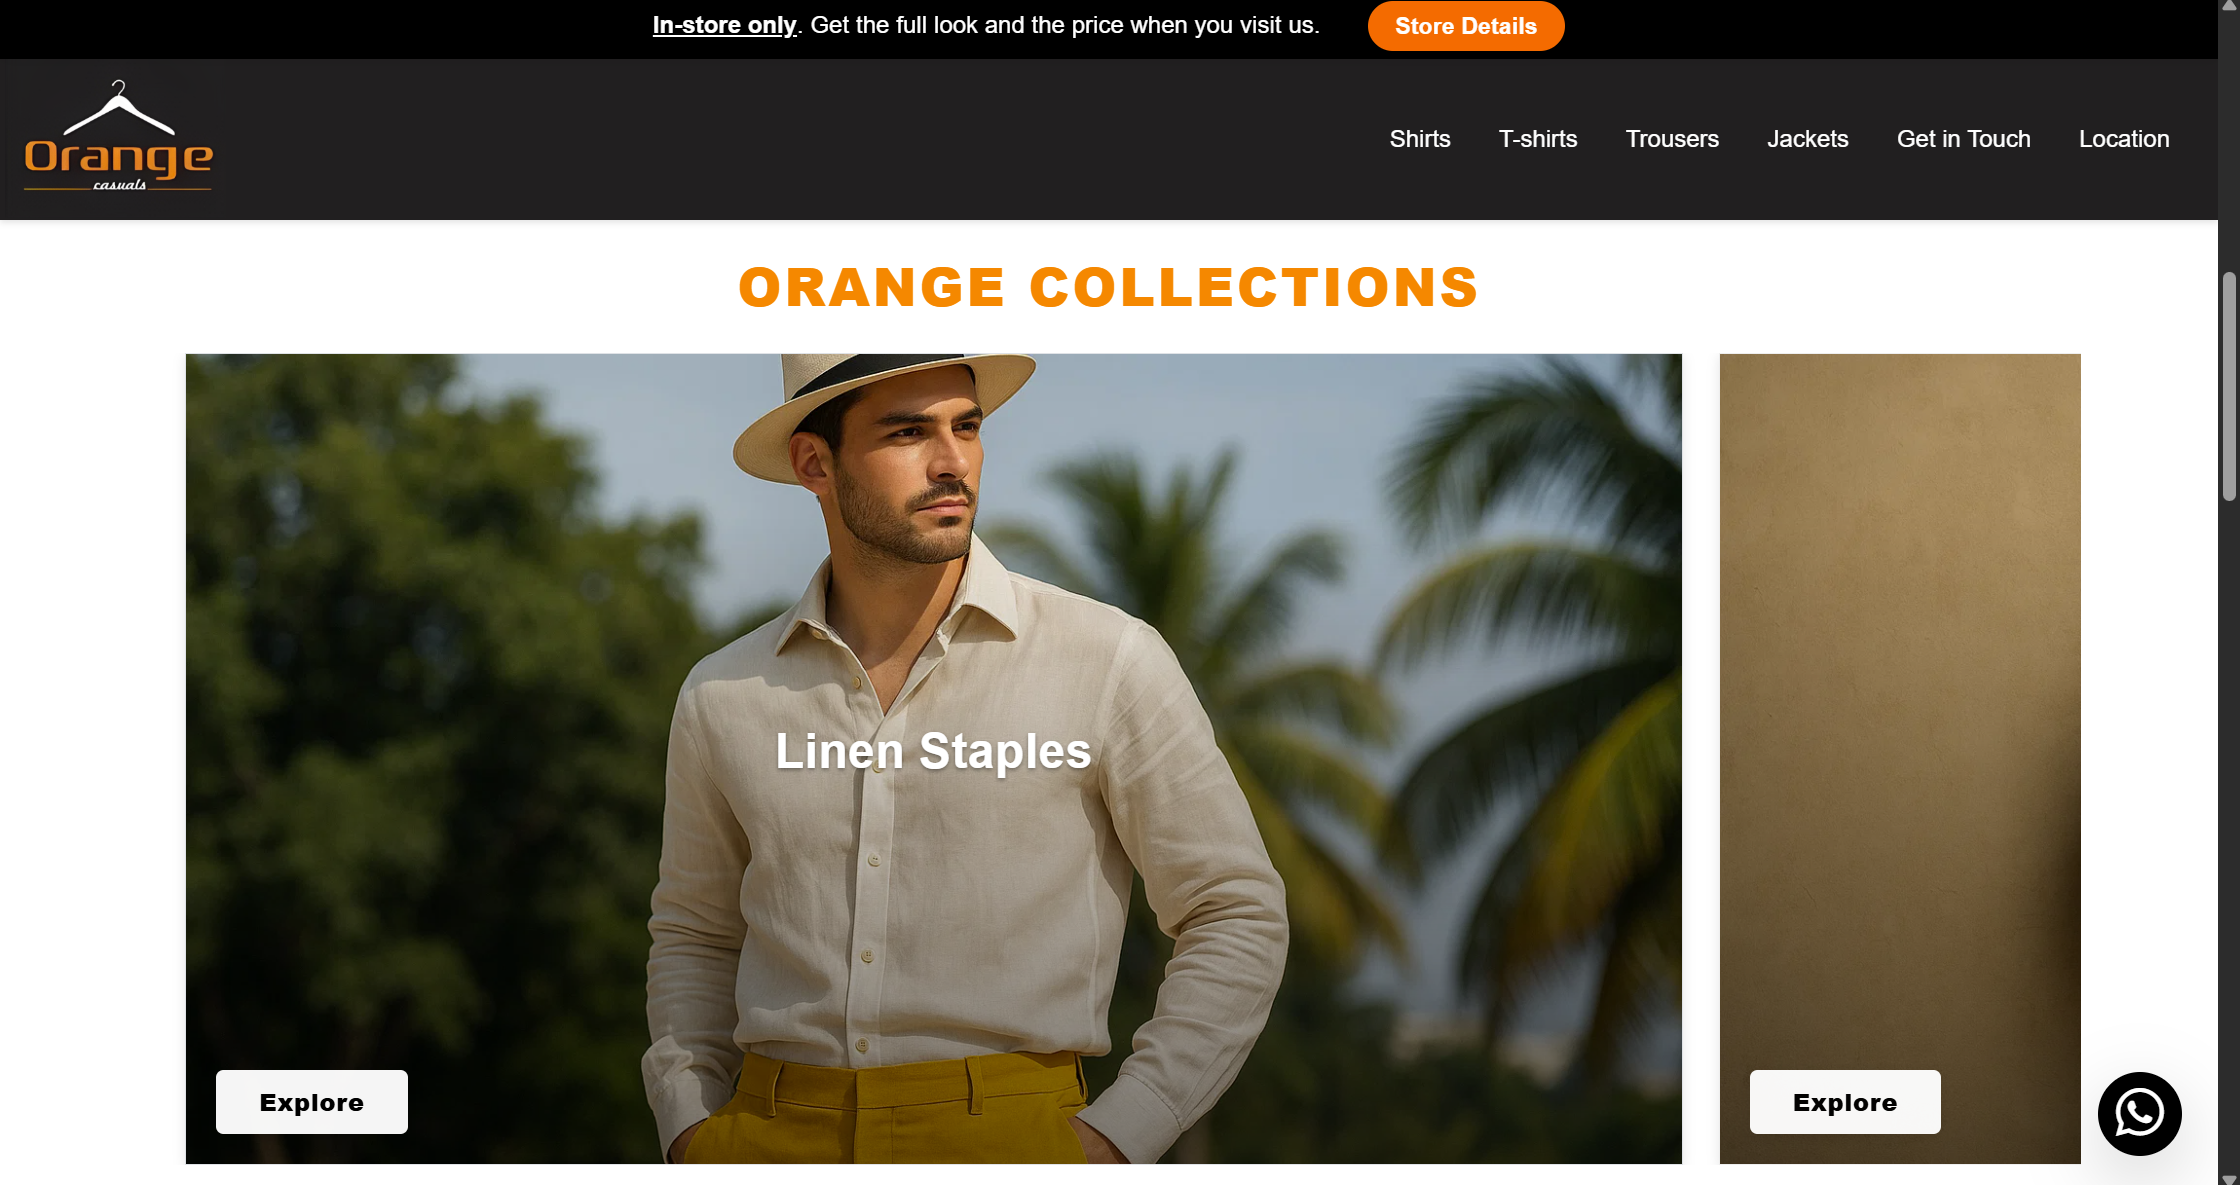 In-store only. Get the full look and the price when you visit us. Store Details
Orange
casuals
Shirts T-shirts Trousers Jackets Get in Touch Location
ORANGE COLLECTIONS
Linen Staples
Explore Explore